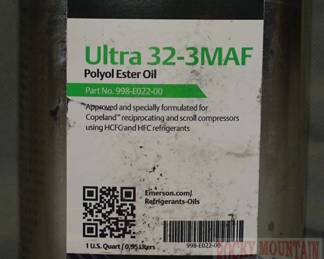 Ultra 32-3MAF
Polyol Ester Oil
Part No. 998-E022-00
Approved and specially formulated for
Copeland™ reciprocating and scroll compressors
using HCFC and HFC refrigerants
Emerson.com/
Refrigerants-Oils
1 U.S. Quart / 0.95 Liters
998-E022-00
ROCKY MOUNTAIN